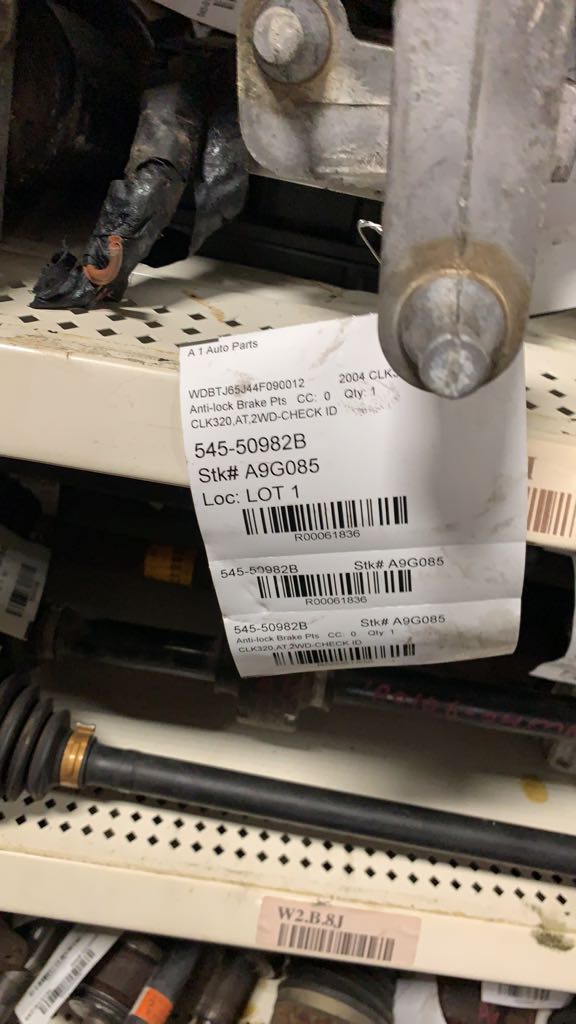 A 1 Auto Parts
WDBTJ65J44F090012 2004 CLK
Anti-lock Brake Pts CC: 0 Qty: 1
CLK320,AT,2WD-CHECK ID
545-50982B
Stk# A9G085
Loc: LOT 1
R00061836
545-50982B Stk# A9G085
R00061836
545-50982B Stk# A9G085
Anti-lock Brake Pts CC: 0 Qty 1
CLK320,AT,2WD-CHECK ID
W2.B.8J